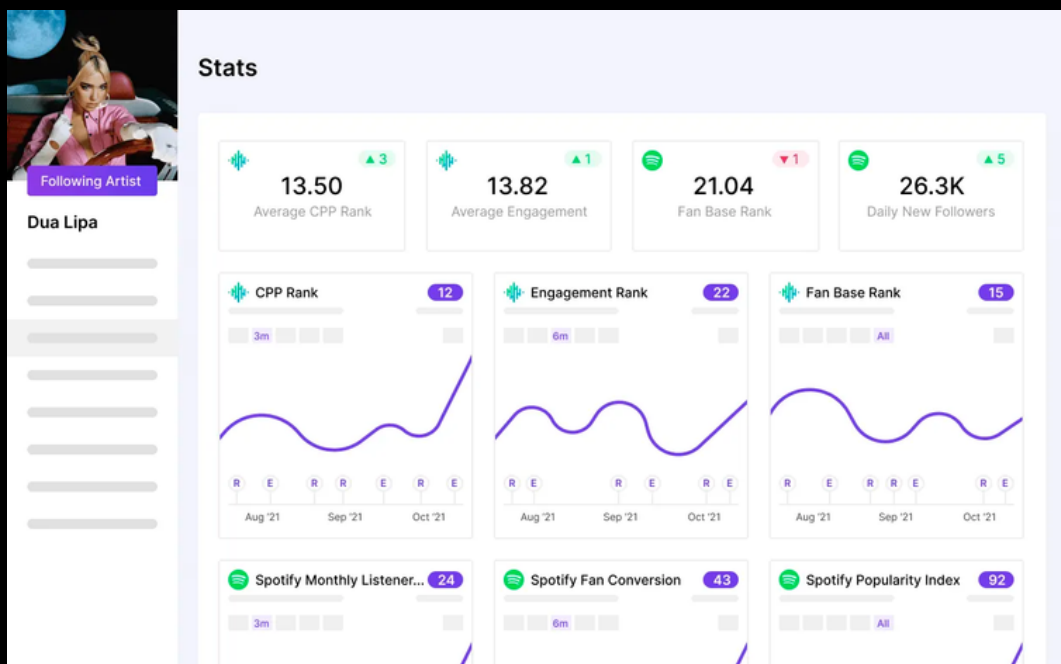 Following Artist
Dua Lipa
Stats
▲ 3
13.50
Average CPP Rank
▲ 1
13.82
Average Engagement
▼ 1
21.04
Fan Base Rank
▲ 5
26.3K
Daily New Followers
CPP Rank 12
3m
R E R R E R E
Aug '21 Sep '21 Oct '21
Engagement Rank 22
6m
R E R E R E
Aug '21 Sep '21 Oct '21
Fan Base Rank 15
All
R E R R E R E
Aug '21 Sep '21 Oct '21
Spotify Monthly Listener... 24
3m
Spotify Fan Conversion 43
6m
Spotify Popularity Index 92
All